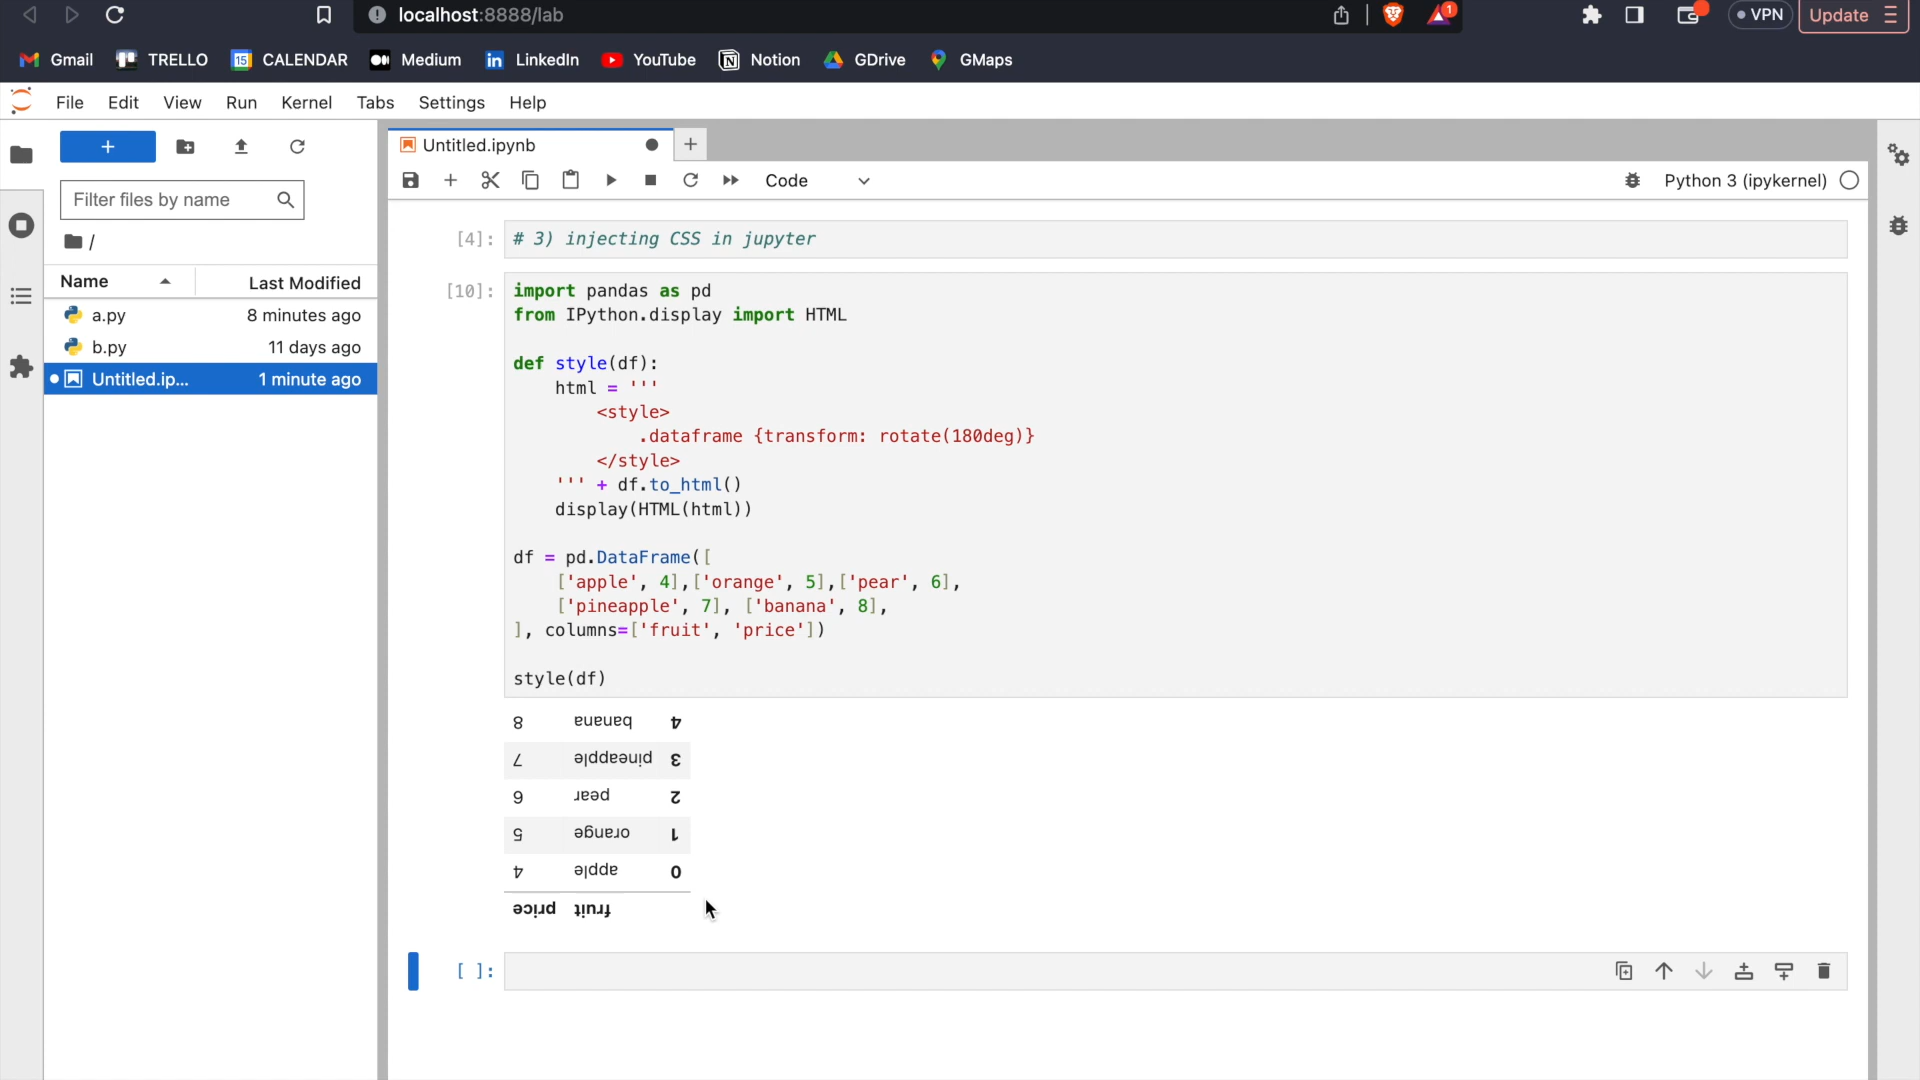 localhost:8888/lab
1
VPN
Update
Gmail
TRELLO
15
CALENDAR
Medium
in
LinkedIn
YouTube
Notion
GDrive
GMaps
File
Edit
View
Run
Kernel
Tabs
Settings
Help
+
Filter files by name
/
Name
Last Modified
a.py
8 minutes ago
b.py
11 days ago
Untitled.ip...
1 minute ago
Untitled.ipynb
Code
Python 3 (ipykernel)
[4]:
# 3) injecting CSS in jupyter
[10]:
import pandas as pd
from IPython.display import HTML
def style(df):
html = '''
<style>
.dataframe {transform: rotate(180deg)}
</style>
''' + df.to_html()
display(HTML(html))
df = pd.DataFrame([
['apple', 4],['orange', 5],['pear', 6],
['pineapple', 7], ['banana', 8],
], columns=['fruit', 'price'])
style(df)
fruit price
0 apple 4
1 orange 5
2 pear 6
3 pineapple 7
4 banana 8
[ ]: